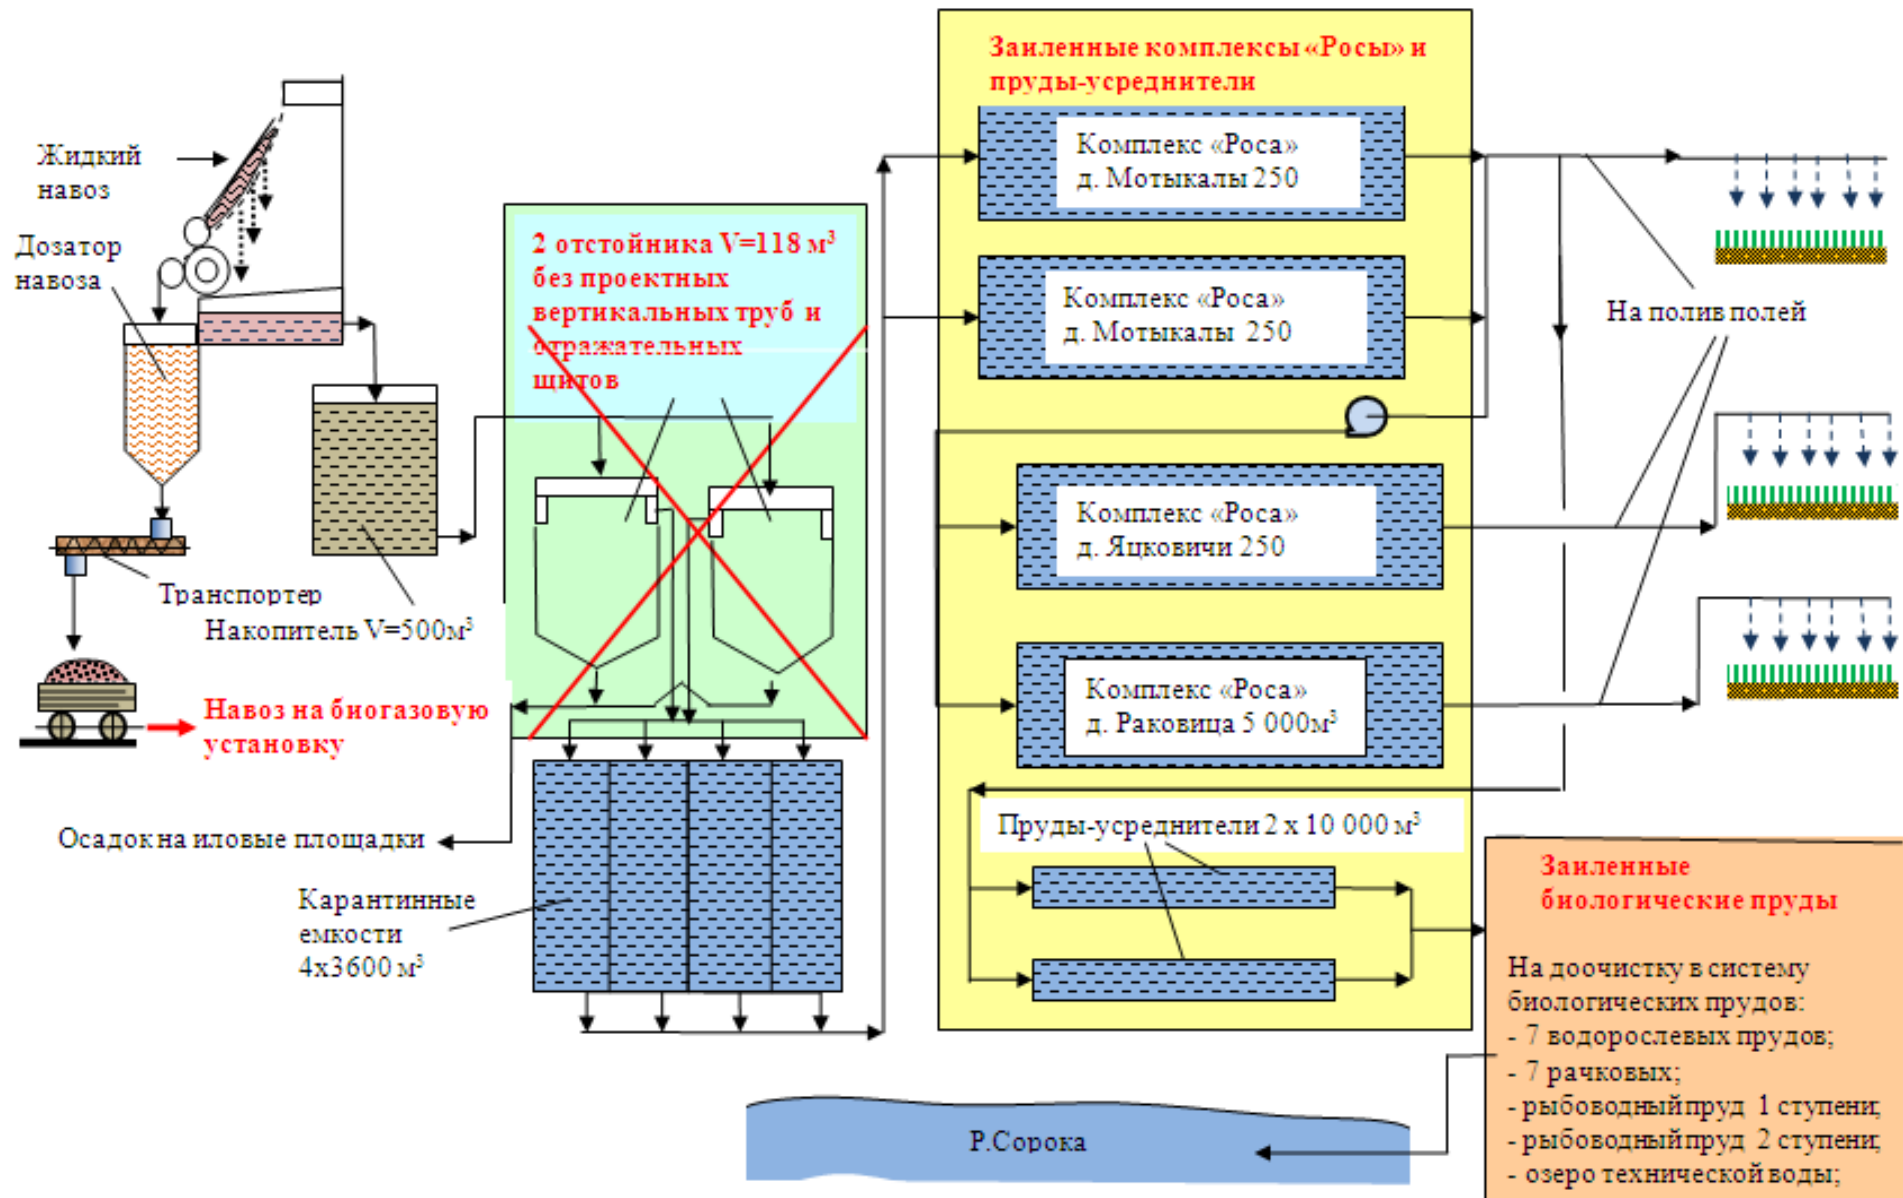 Жидкий
навоз
Дозатор
навоза
Транспортер
Накопитель V=500м³
Навоз на биогазовую
установку
2 отстойника V=118 м³
без проектных
вертикальных труб и
отражательных
щитов
Осадок на иловые площадки
Карантинные
емкости
4х3600 м³
Заиленные комплексы «Росы» и
пруды-усреднители
Комплекс «Роса»
д. Мотыкалы 250
Комплекс «Роса»
д. Мотыкалы 250
Комплекс «Роса»
д. Яцковичи 250
Комплекс «Роса»
д. Раковица 5 000м³
Пруды-усреднители 2 х 10 000 м³
На полив полей
Заиленные
биологические пруды
На доочистку в систему
биологических прудов:
- 7 водорослевых прудов;
- 7 рачковых;
- рыбоводный пруд 1 ступени;
- рыбоводный пруд 2 ступени;
- озеро технической воды;
Р.Сорока